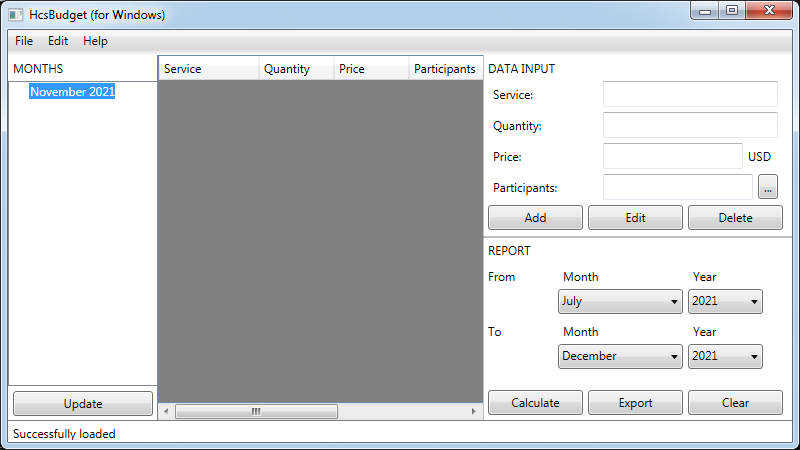 HcsBudget (for Windows)
File Edit Help
MONTHS
November 2021
Update
Service Quantity Price Participants
DATA INPUT
Service:
Quantity:
Price: USD
Participants: ...
Add Edit Delete
REPORT
From Month Year
July 2021
To Month Year
December 2021
Calculate Export Clear
Successfully loaded